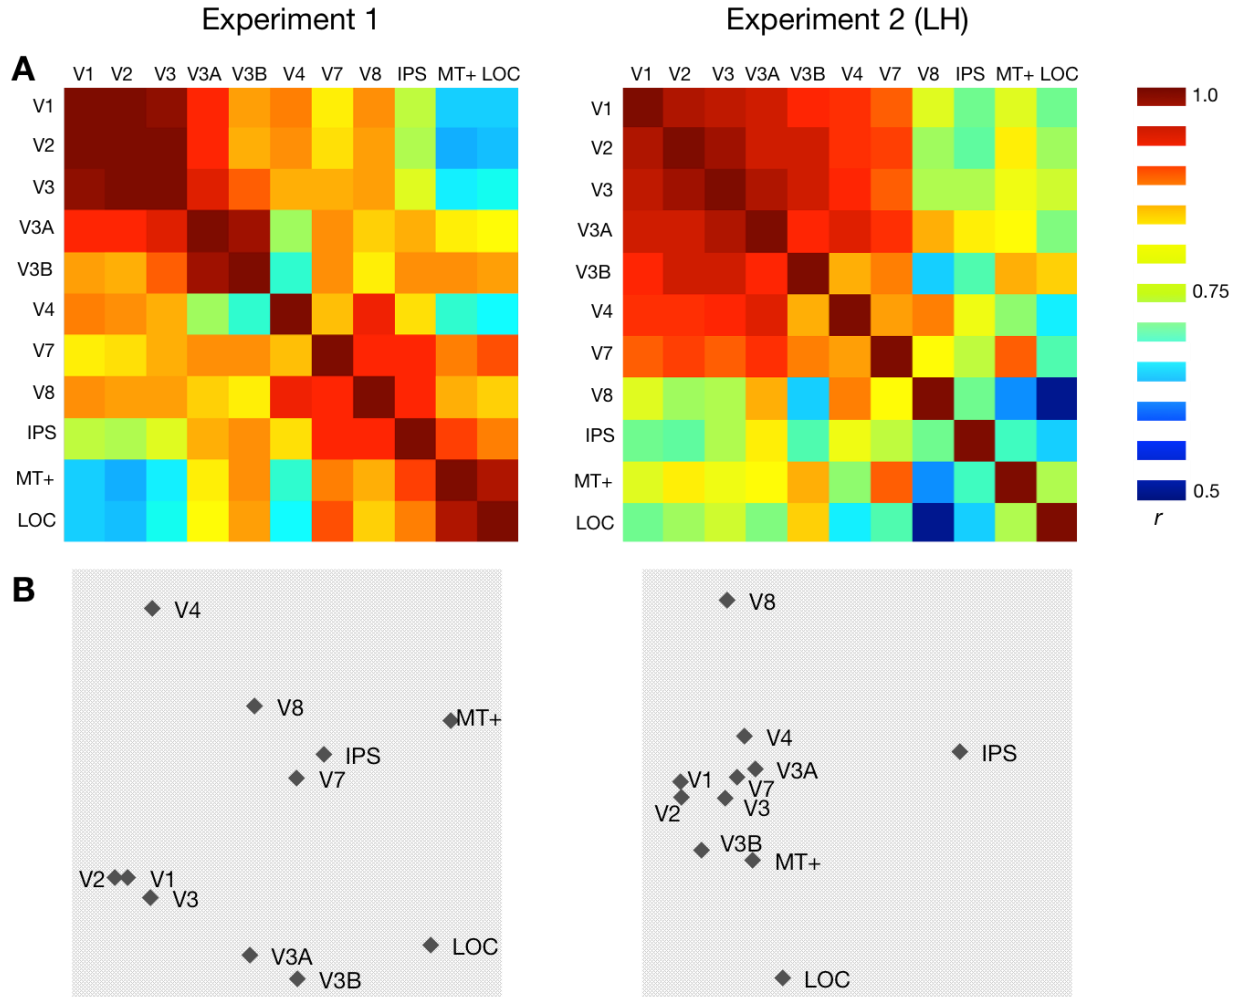 Experiment 1
Experiment 2 (LH)
A
V1 V2 V3 V3A V3B V4 V7 V8 IPS MT+ LOC
V1
V2
V3
V3A
V3B
V4
V7
V8
IPS
MT+
LOC
V1 V2 V3 V3A V3B V4 V7 V8 IPS MT+ LOC
V1
V2
V3
V3A
V3B
V4
V7
V8
IPS
MT+
LOC
1.0
0.75
0.5
r
B
V4
V8
MT+
IPS
V7
V2 V1
V3
V3A
LOC
V3B
V8
V4
IPS
V3A
V1
V7
V2
V3
V3B
MT+
LOC